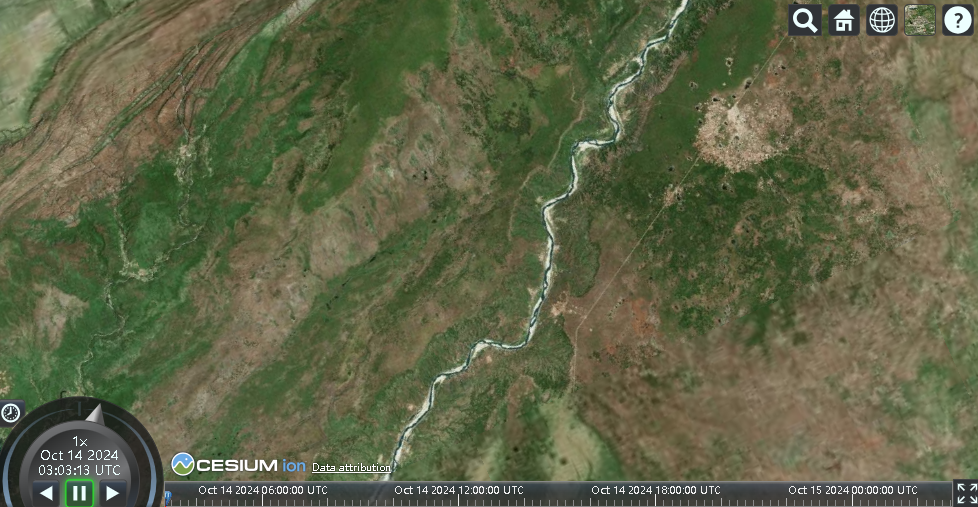 ?
1x
Oct 14 2024
03:03:13 UTC
CESIUM ion Data attribution
Oct 14 2024 06:00:00 UTC Oct 14 2024 12:00:00 UTC Oct 14 2024 18:00:00 UTC Oct 15 2024 00:00:00 UTC